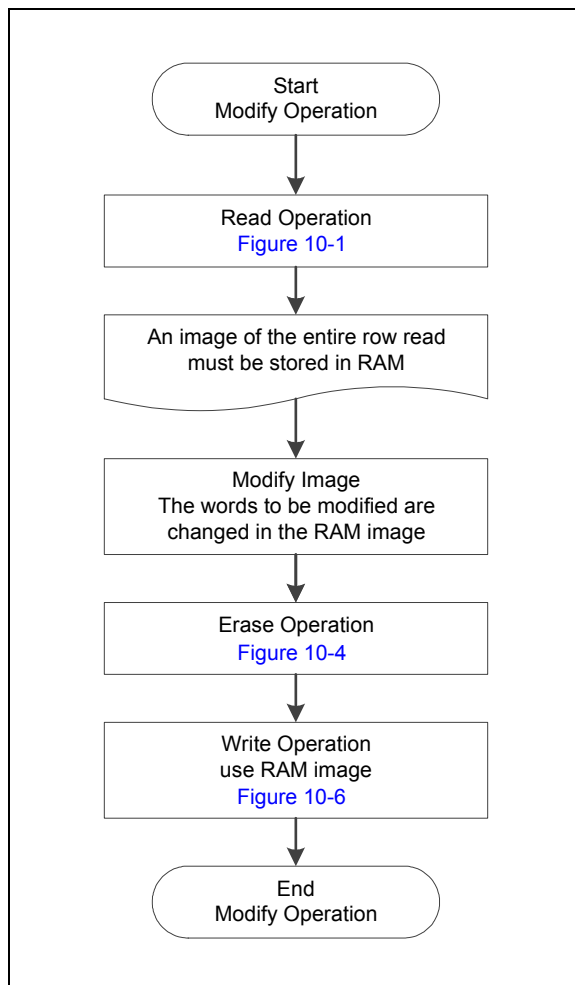 Start
Modify Operation
Read Operation
Figure 10-1
An image of the entire row read
must be stored in RAM
Modify Image
The words to be modified are
changed in the RAM image
Erase Operation
Figure 10-4
Write Operation
use RAM image
Figure 10-6
End
Modify Operation